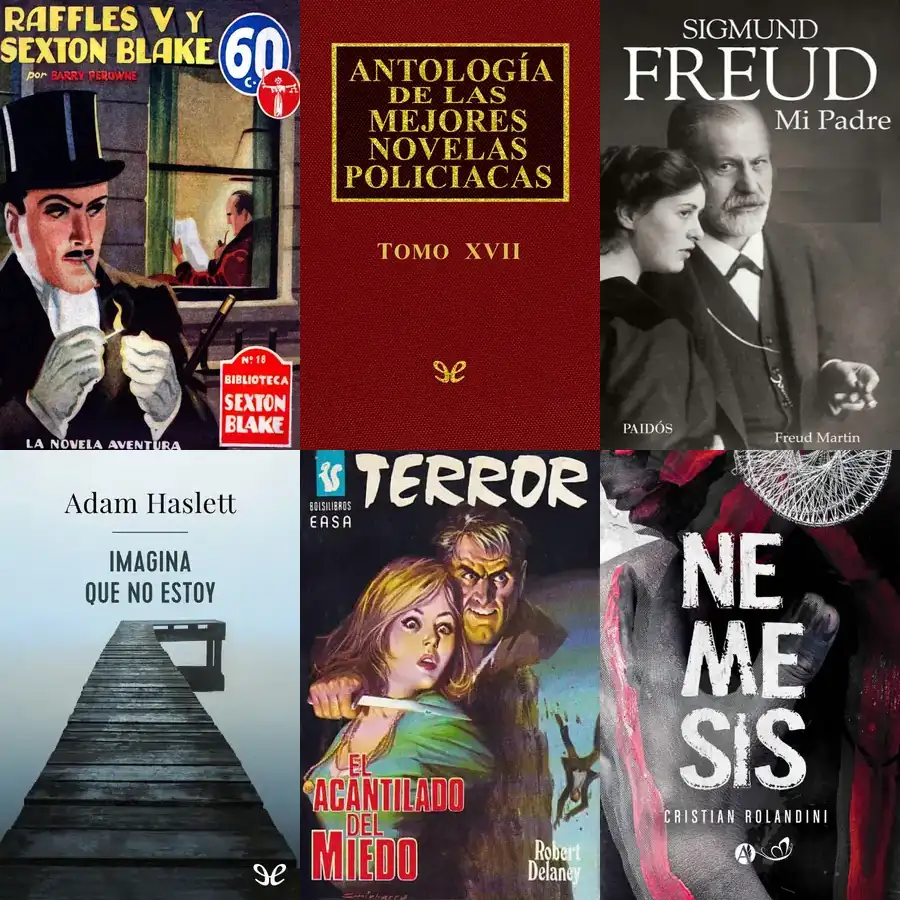 RAFFLES V Y
SEXTON BLAKE
por BARRY PEROWNE
60
Cs.
Nº 18
BIBLIOTECA
SEXTON
BLAKE
LA NOVELA AVENTURA
ANTOLOGÍA
DE LAS
MEJORES
NOVELAS
POLICIACAS
TOMO XVII
SIGMUND
FREUD
Mi Padre
PAIDÓS
Freud Martin
Adam Haslett
IMAGINA
QUE NO ESTOY
TERROR
BOLSILIBROS
EASA
EL
ACANTILADO
DEL
MIEDO
Robert
Delaney
NE
ME
SIS
CRISTIAN ROLANDINI